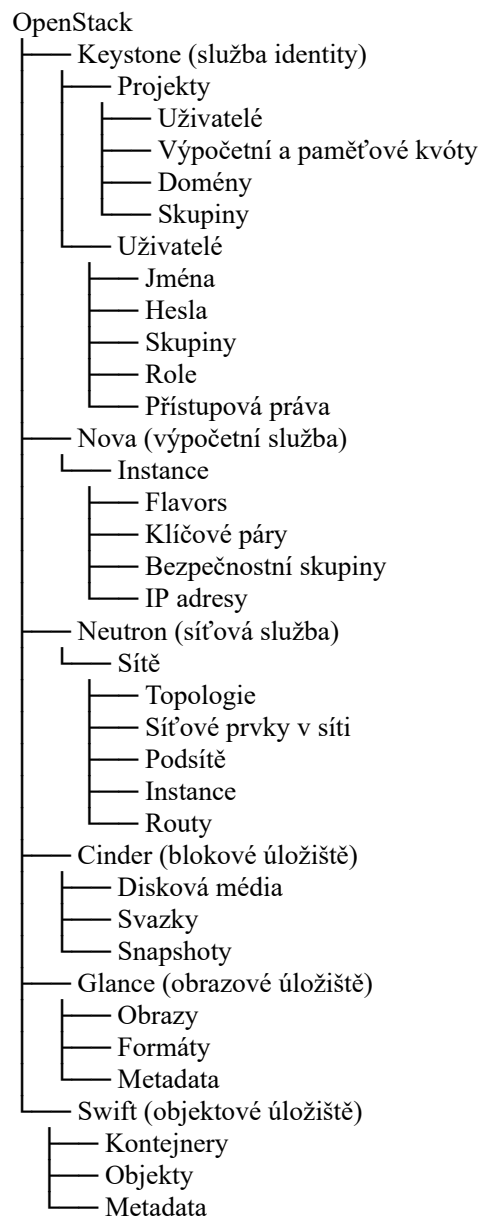 OpenStack
Keystone (služba identity)
Projekty
Uživatelé
Výpočetní a paměťové kvóty
Domény
Skupiny
Uživatelé
Jména
Hesla
Skupiny
Role
Přístupová práva
Nova (výpočetní služba)
Instance
Flavors
Klíčové páry
Bezpečnostní skupiny
IP adresy
Neutron (síťová služba)
Sítě
Topologie
Síťové prvky v síti
Podsítě
Instance
Routy
Cinder (blokové úložiště)
Disková média
Svazky
Snapshoty
Glance (obrazové úložiště)
Obrazy
Formáty
Metadata
Swift (objektové úložiště)
Kontejnery
Objekty
Metadata